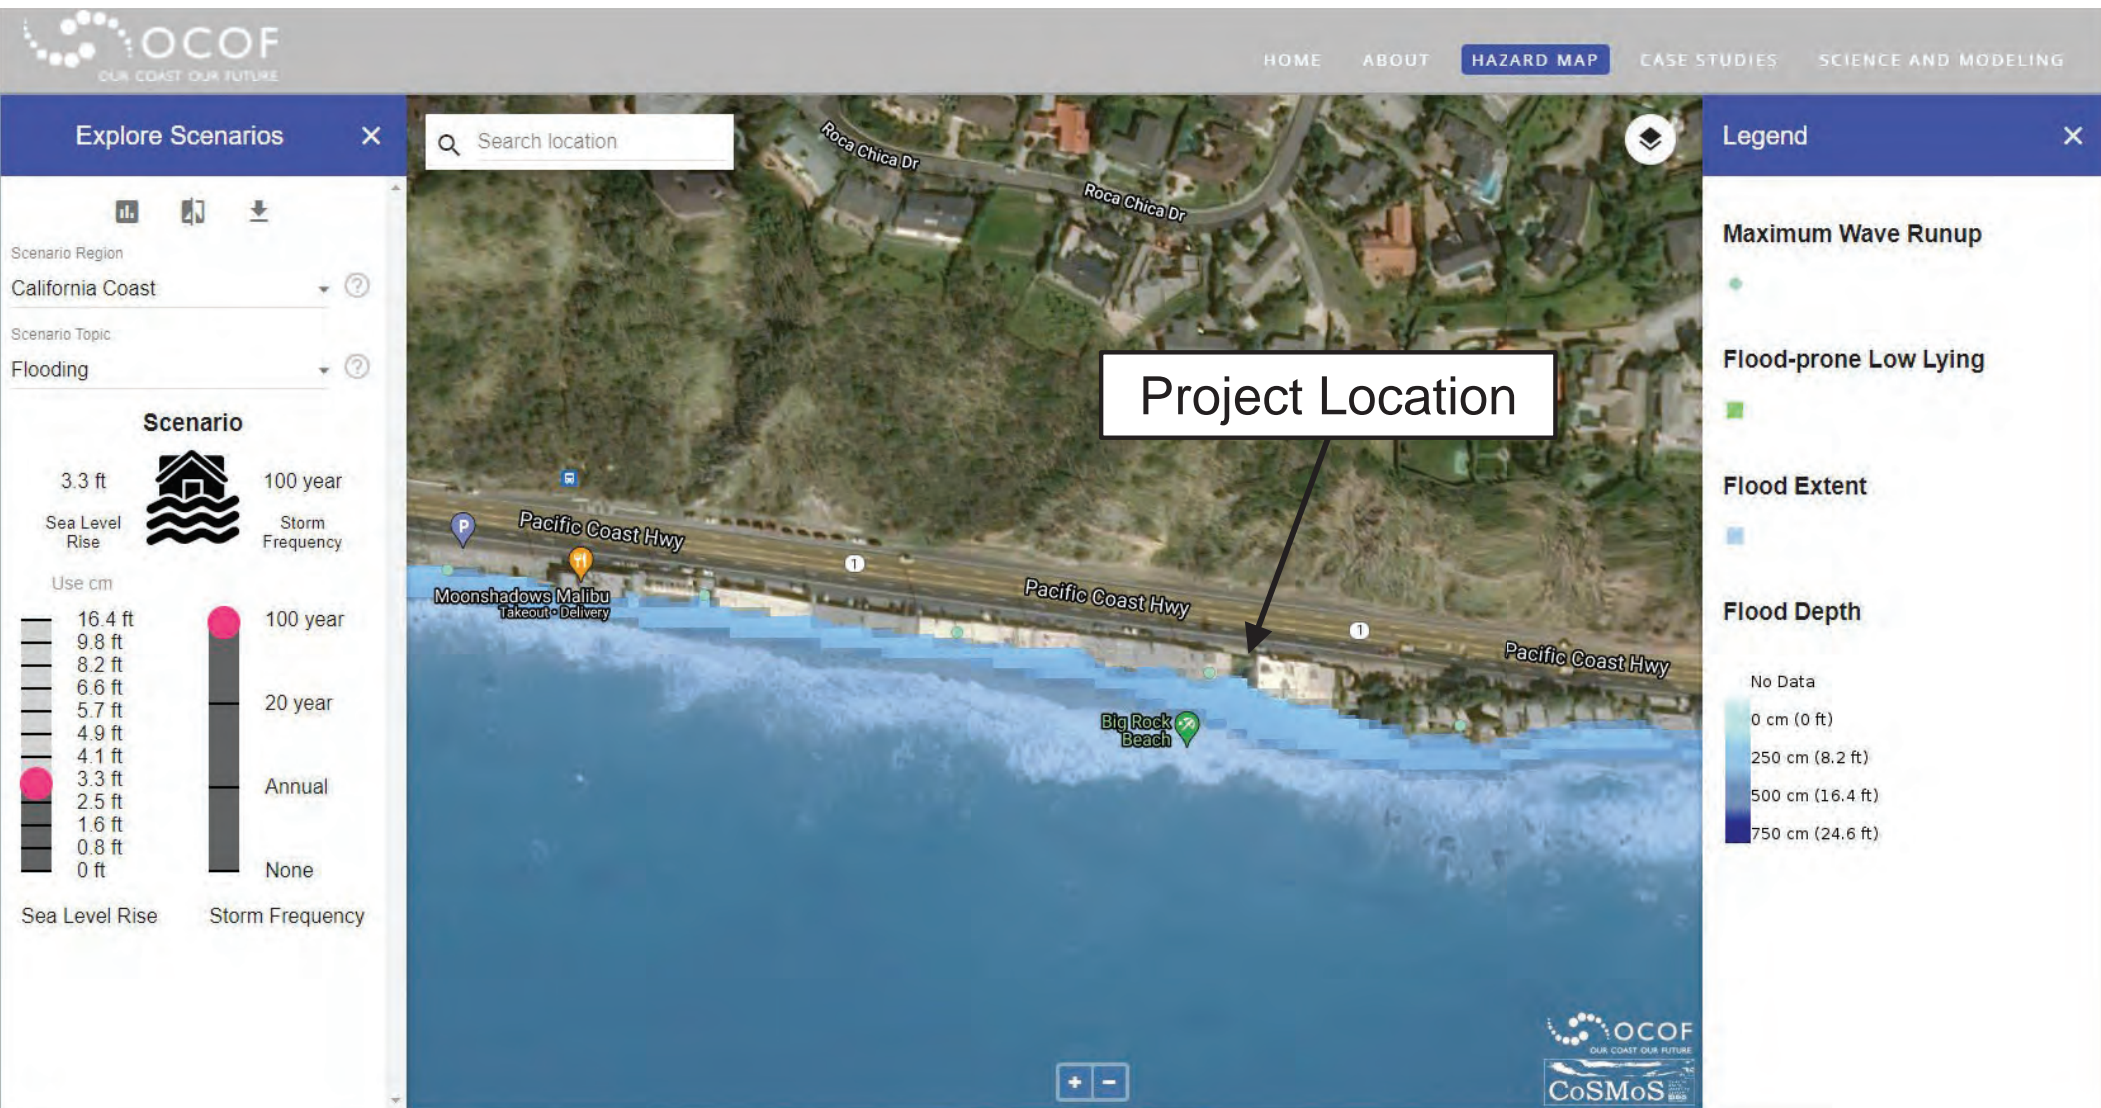 OCOF
OUR COAST OUR FUTURE
HOME ABOUT HAZARD MAP CASE STUDIES SCIENCE AND MODELING
Explore Scenarios
Scenario Region
California Coast
Scenario Topic
Flooding
Scenario
3.3 ft
Sea Level
Rise
100 year
Storm
Frequency
Use cm
16.4 ft
9.8 ft
8.2 ft
6.6 ft
5.7 ft
4.9 ft
4.1 ft
3.3 ft
2.5 ft
1.6 ft
0.8 ft
0 ft
Sea Level Rise
100 year
20 year
Annual
None
Storm Frequency
Search location
Roca Chica Dr
Roca Chica Dr
Project Location
P
Pacific Coast Hwy
1
Moonshadows Malibu
Takeout • Delivery
Pacific Coast Hwy
1
Pacific Coast Hwy
Big Rock
Beach
+ −
OCOF
OUR COAST OUR FUTURE
CoSMoS
Legend
Maximum Wave Runup
Flood-prone Low Lying
Flood Extent
Flood Depth
No Data
0 cm (0 ft)
250 cm (8.2 ft)
500 cm (16.4 ft)
750 cm (24.6 ft)